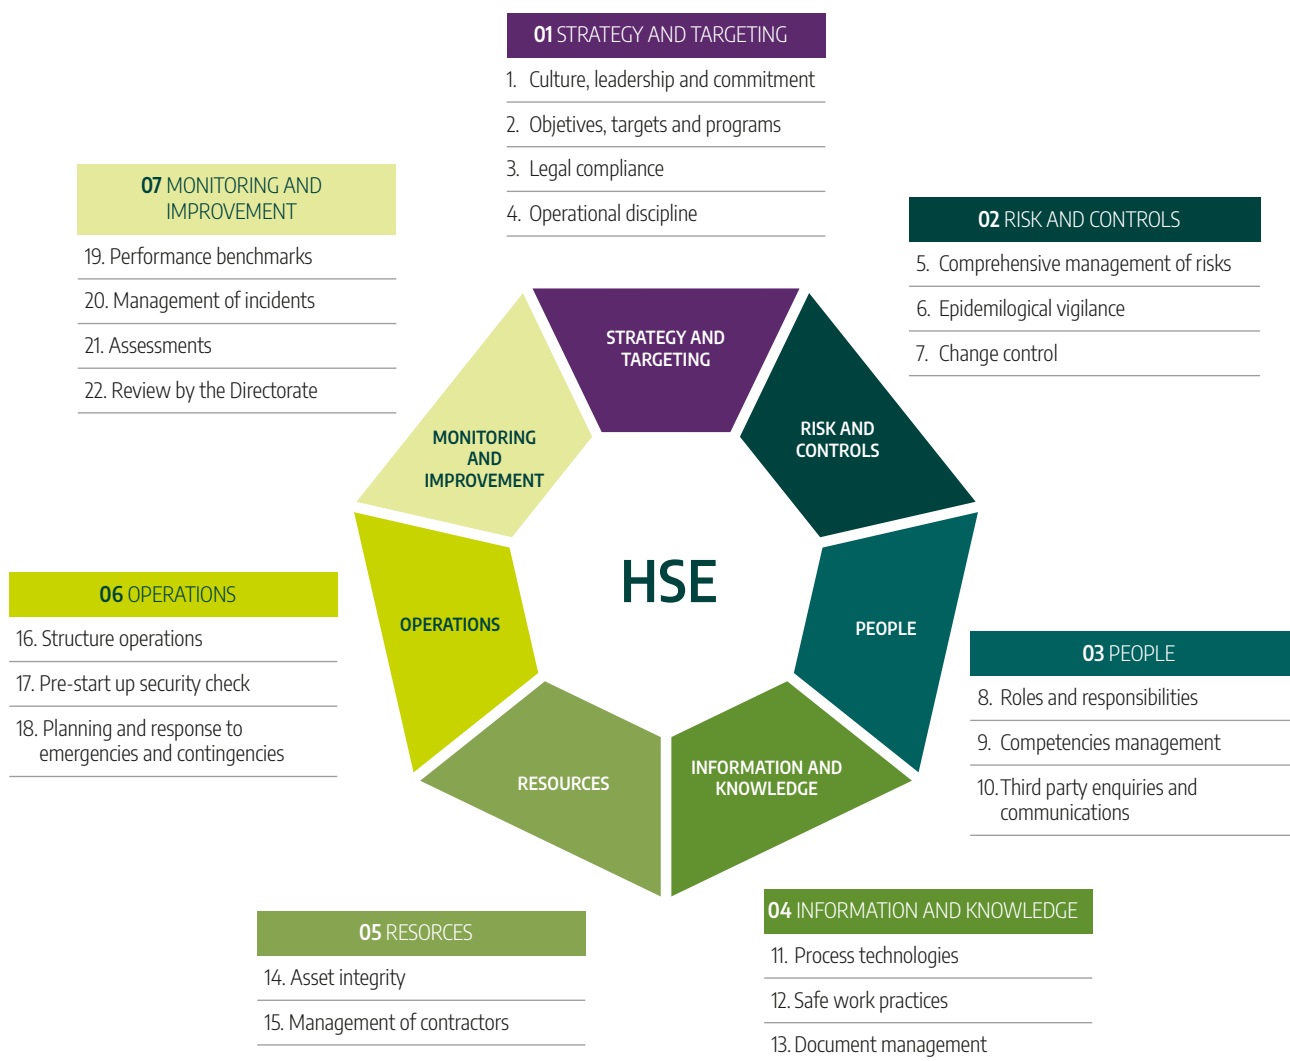 01 STRATEGY AND TARGETING
1. Culture, leadership and commitment
2. Objetives, targets and programs
3. Legal compliance
4. Operational discipline
07 MONITORING AND
IMPROVEMENT
19. Performance benchmarks
20. Management of incidents
21. Assessments
22. Review by the Directorate
02 RISK AND CONTROLS
5. Comprehensive management of risks
6. Epidemilogical vigilance
7. Change control
STRATEGY AND
TARGETING
RISK AND
CONTROLS
MONITORING
AND
IMPROVEMENT
HSE
OPERATIONS
PEOPLE
RESOURCES
INFORMATION AND
KNOWLEDGE
06 OPERATIONS
16. Structure operations
17. Pre-start up security check
18. Planning and response to
emergencies and contingencies
03 PEOPLE
8. Roles and responsibilities
9. Competencies management
10. Third party enquiries and
communications
05 RESORCES
14. Asset integrity
15. Management of contractors
04 INFORMATION AND KNOWLEDGE
11. Process technologies
12. Safe work practices
13. Document management